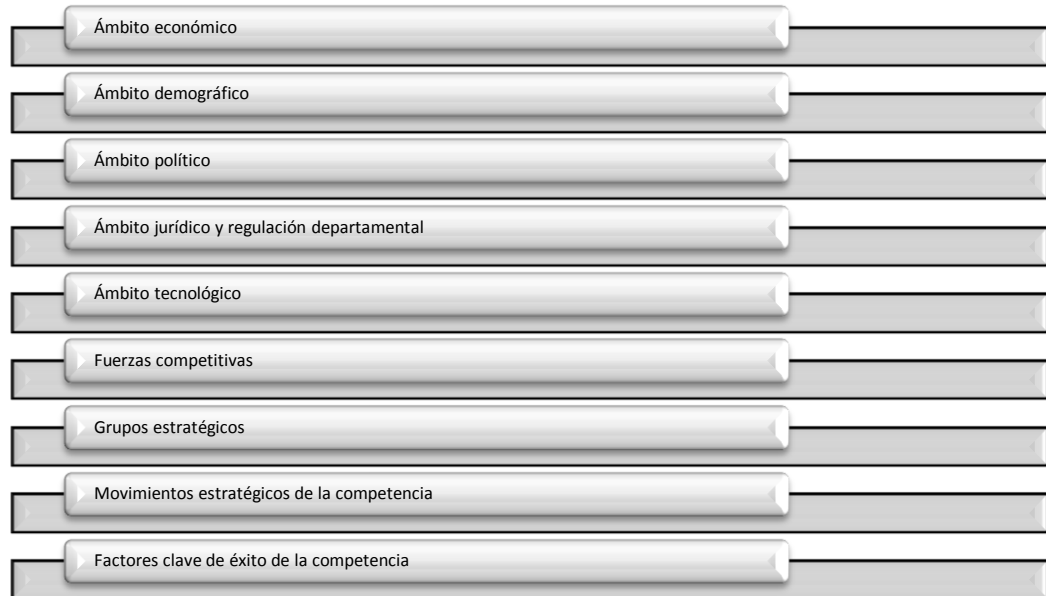 Ámbito económico
Ámbito demográfico
Ámbito político
Ámbito jurídico y regulación departamental
Ámbito tecnológico
Fuerzas competitivas
Grupos estratégicos
Movimientos estratégicos de la competencia
Factores clave de éxito de la competencia